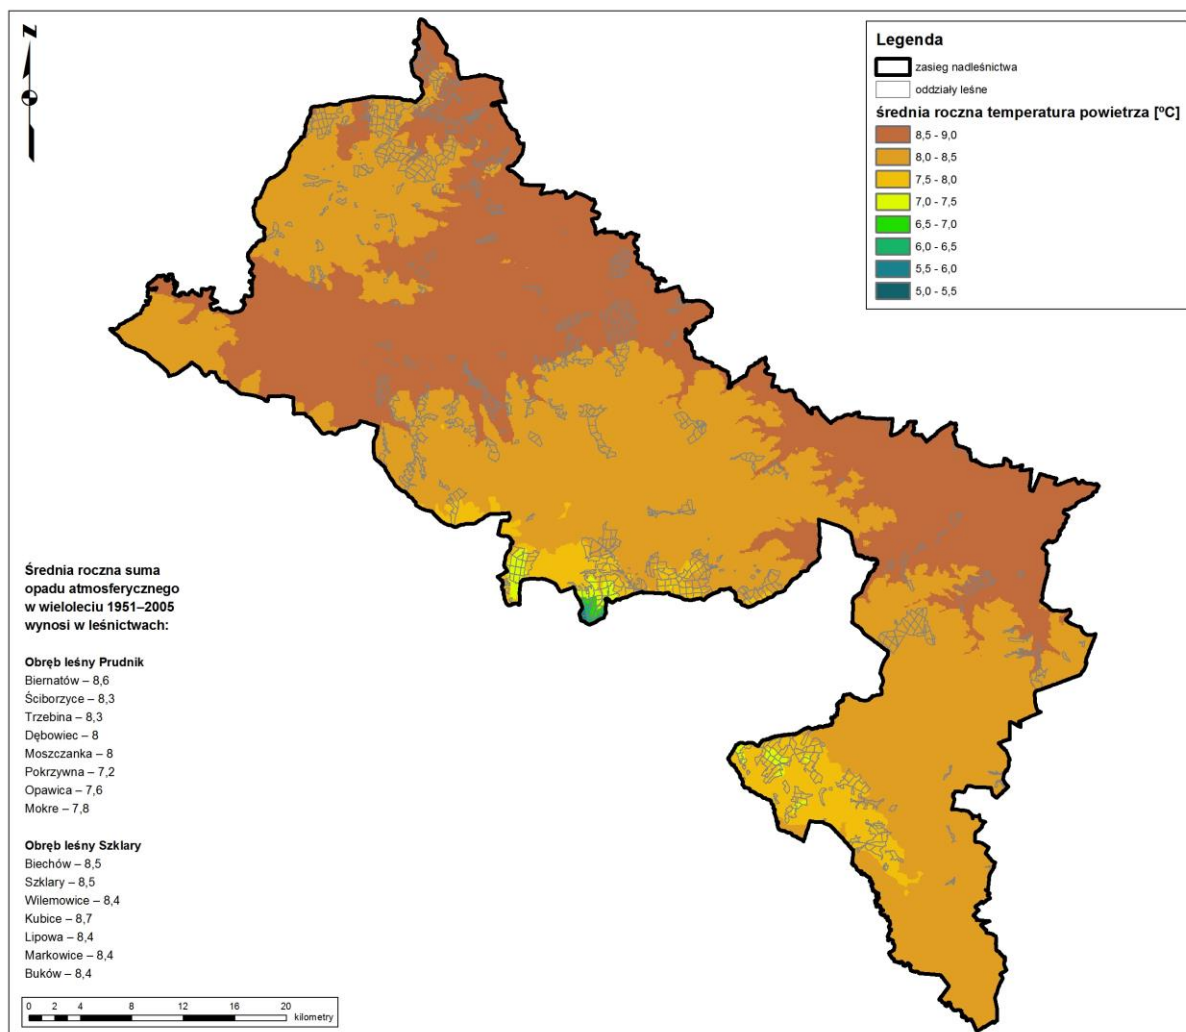 N
Legenda
zasięg nadleśnictwa
oddziały leśne
średnia roczna temperatura powietrza [ºC]
8,5 - 9,0
8,0 - 8,5
7,5 - 8,0
7,0 - 7,5
6,5 - 7,0
6,0 - 6,5
5,5 - 6,0
5,0 - 5,5
Średnia roczna suma
opadu atmosferycznego
w wieloleciu 1951–2005
wynosi w leśnictwach:
Obręb leśny Prudnik
Biernatów – 8,6
Ściborzyce – 8,3
Trzebina – 8,3
Dębowiec – 8
Moszczanka – 8
Pokrzywna – 7,2
Opawica – 7,6
Mokre – 7,8
Obręb leśny Szklary
Biechów – 8,5
Szklary – 8,5
Wilemowice – 8,4
Kubice – 8,7
Lipowa – 8,4
Markowice – 8,4
Buków – 8,4
0 2 4 8 12 16 20
kilometry